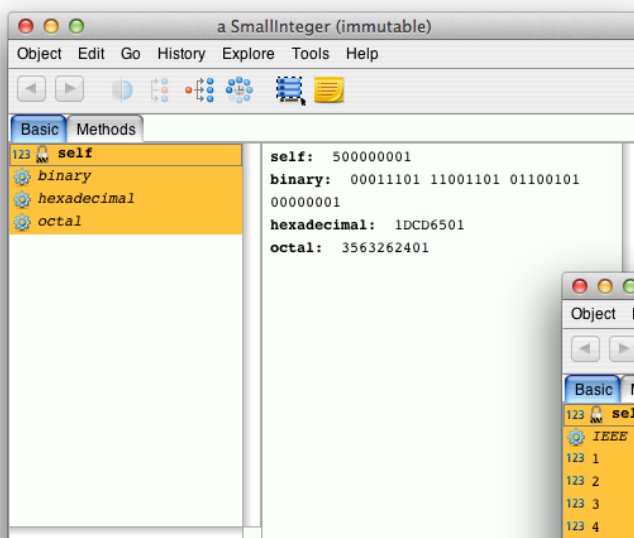 a SmallInteger (immutable)
Object Edit Go History Explore Tools Help
Basic Methods
123 self
binary
hexadecimal
octal
self: 500000001
binary: 00011101 11001101 01100101
00000001
hexadecimal: 1DCD6501
octal: 3563262401
Object
Basic
123
IEEE
123 1
123 2
123 3
123 4